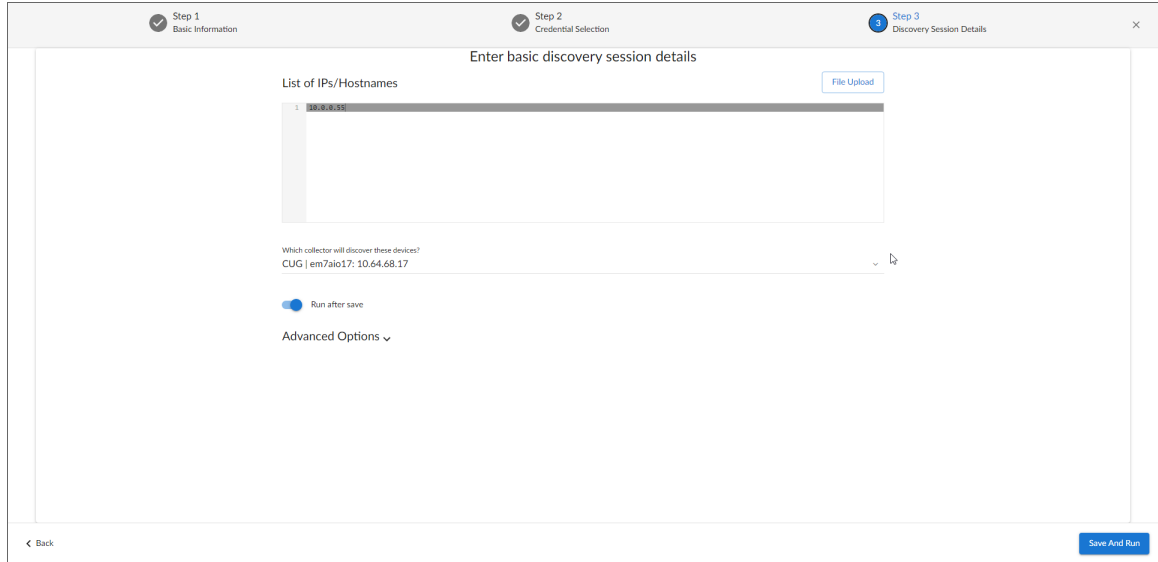 Step 1
Basic Information
Step 2
Credential Selection
3
Step 3
Discovery Session Details
Enter basic discovery session details
List of IPs/Hostnames
File Upload
1 10.0.0.55
Which collector will discover these devices?
CUG | em7aio17: 10.64.68.17
Run after save
Advanced Options
Back
Save And Run